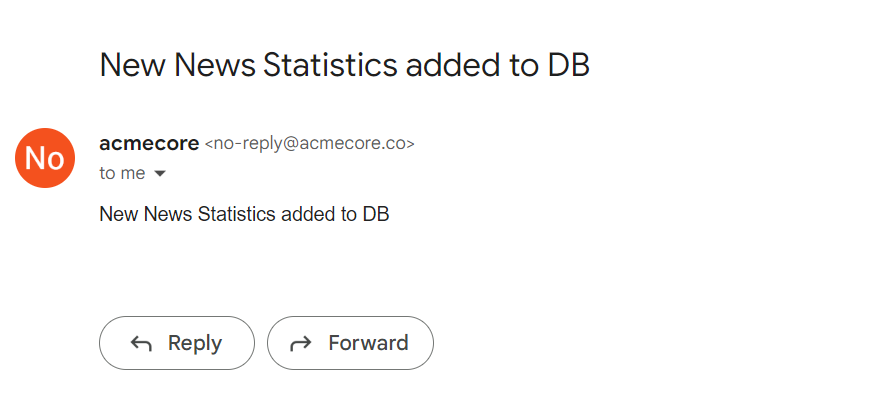 New News Statistics added to DB
No
acmecore <no-reply@acmecore.co>
to me
New News Statistics added to DB
Reply
Forward